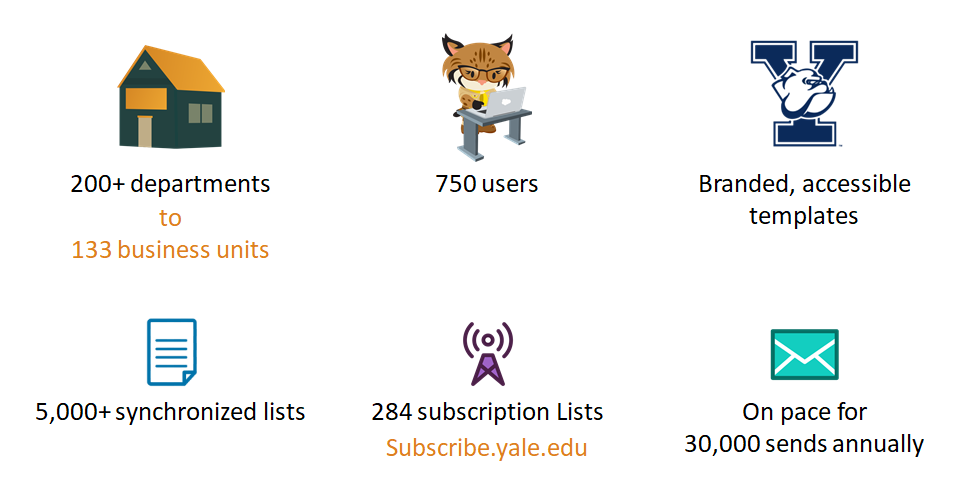 200+ departments
to
133 business units
750 users
Y
Branded, accessible
templates
5,000+ synchronized lists
284 subscription Lists
Subscribe.yale.edu
On pace for
30,000 sends annually